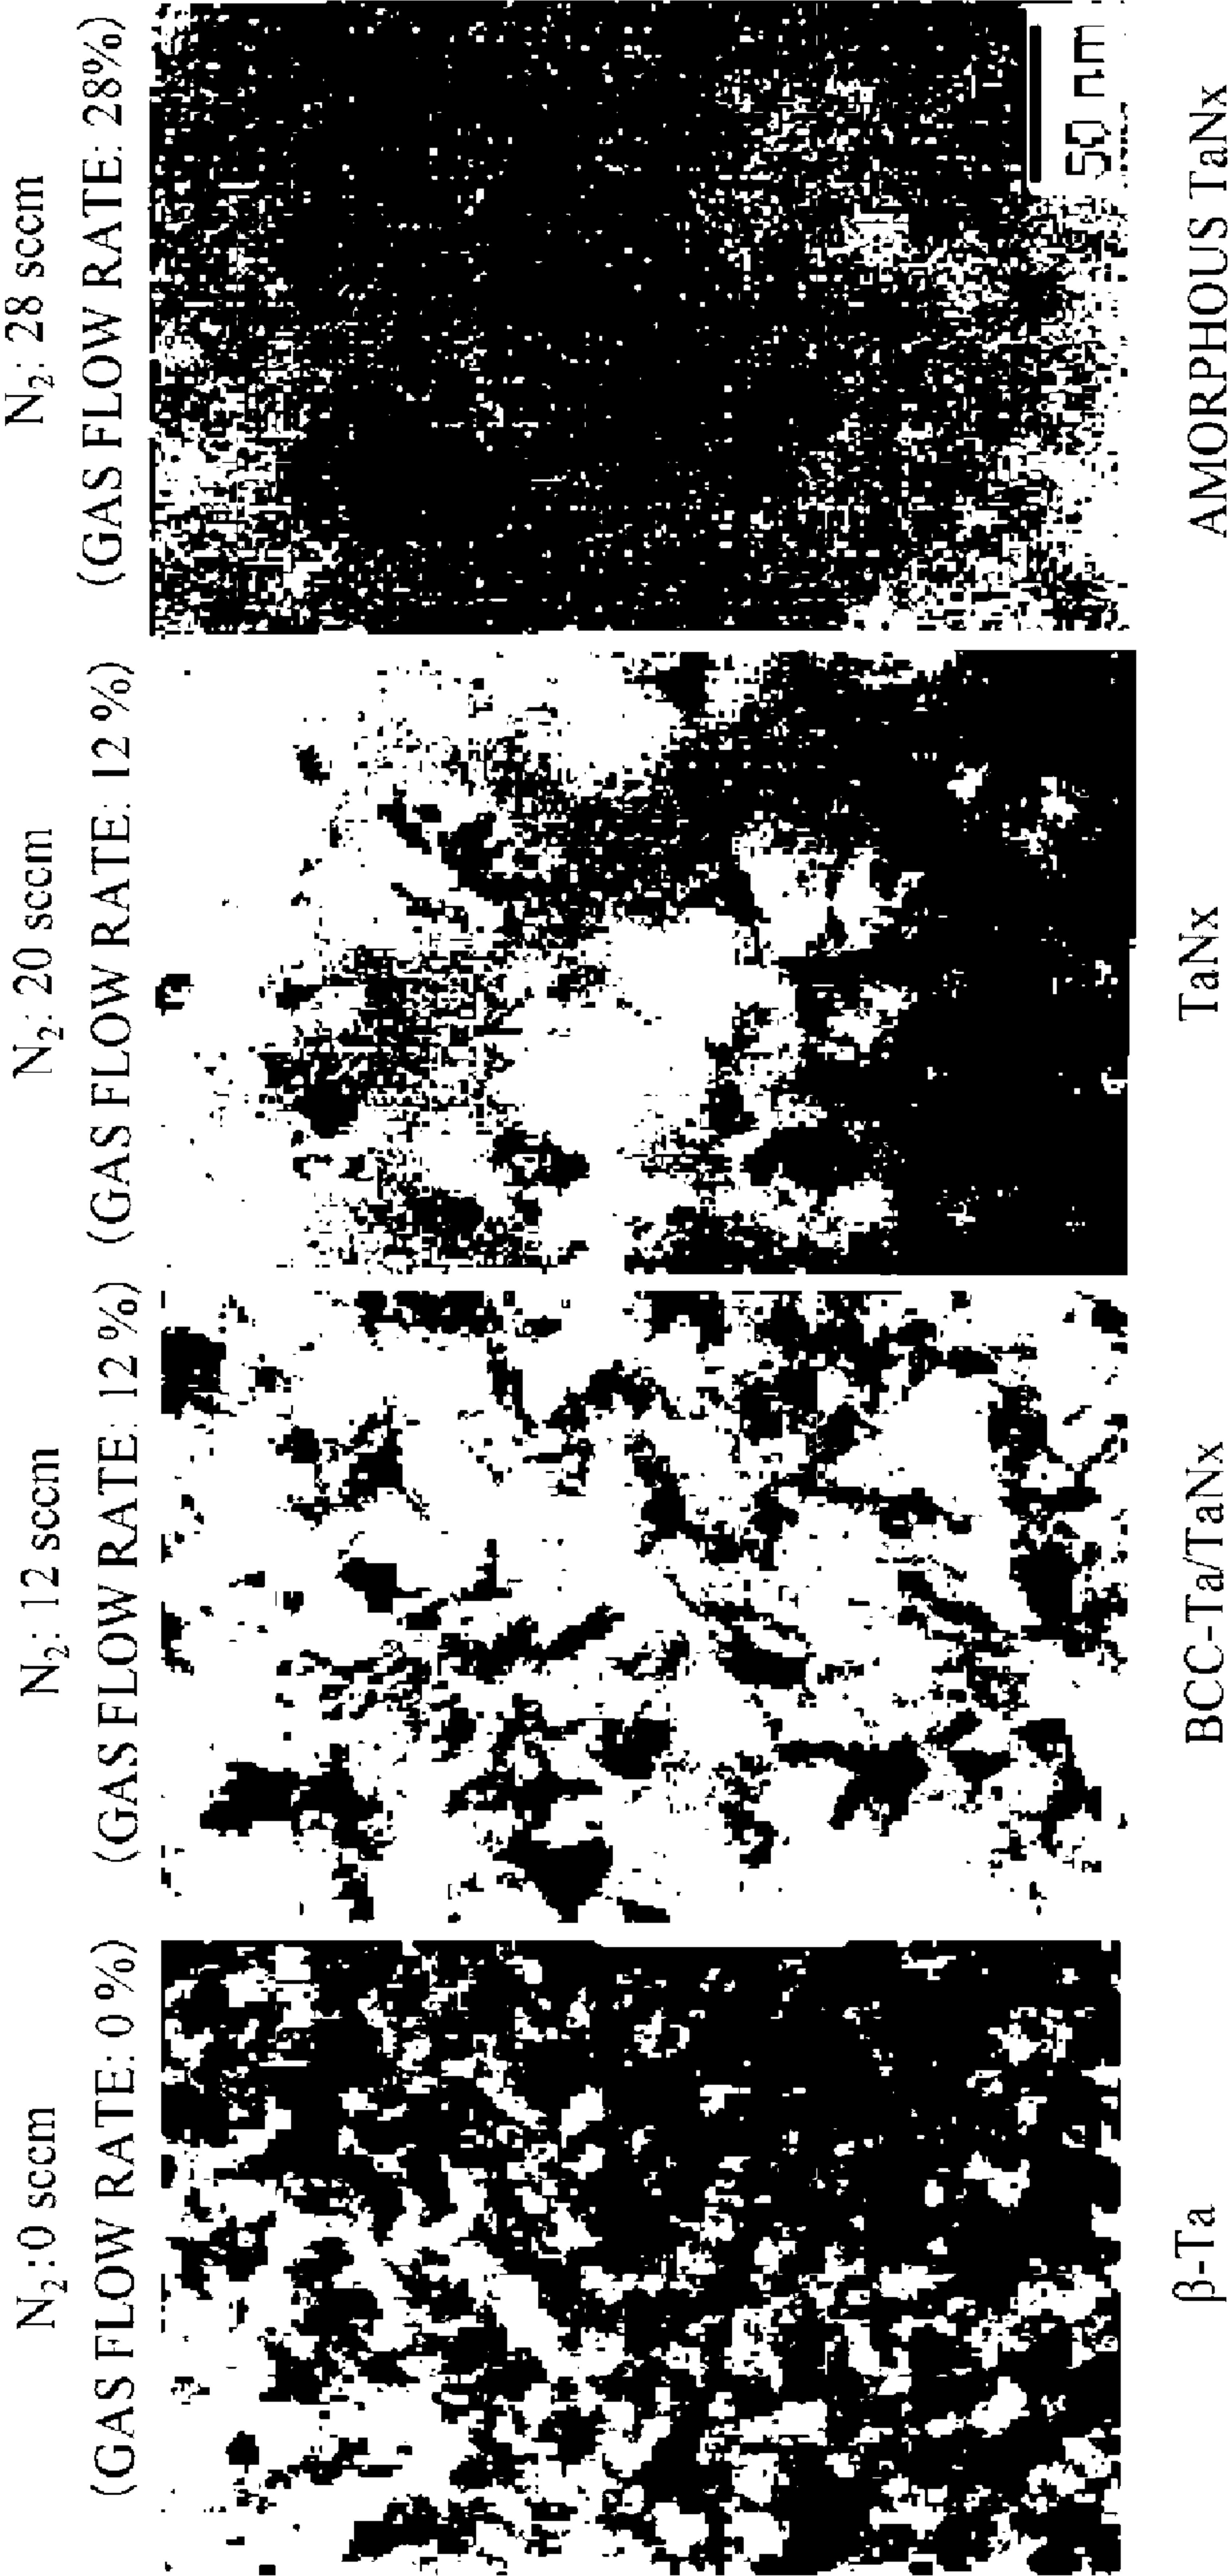 N₂ :0 sccm
(GAS FLOW RATE: 0 %)
β-Ta
N₂: 12 sccm
(GAS FLOW RATE: 12 %)
BCC-Ta/TaNx
N₂: 20 sccm
(GAS FLOW RATE: 12 %)
TaNx
N₂: 28 sccm
(GAS FLOW RATE: 28%)
50 nm
AMORPHOUS TaNx